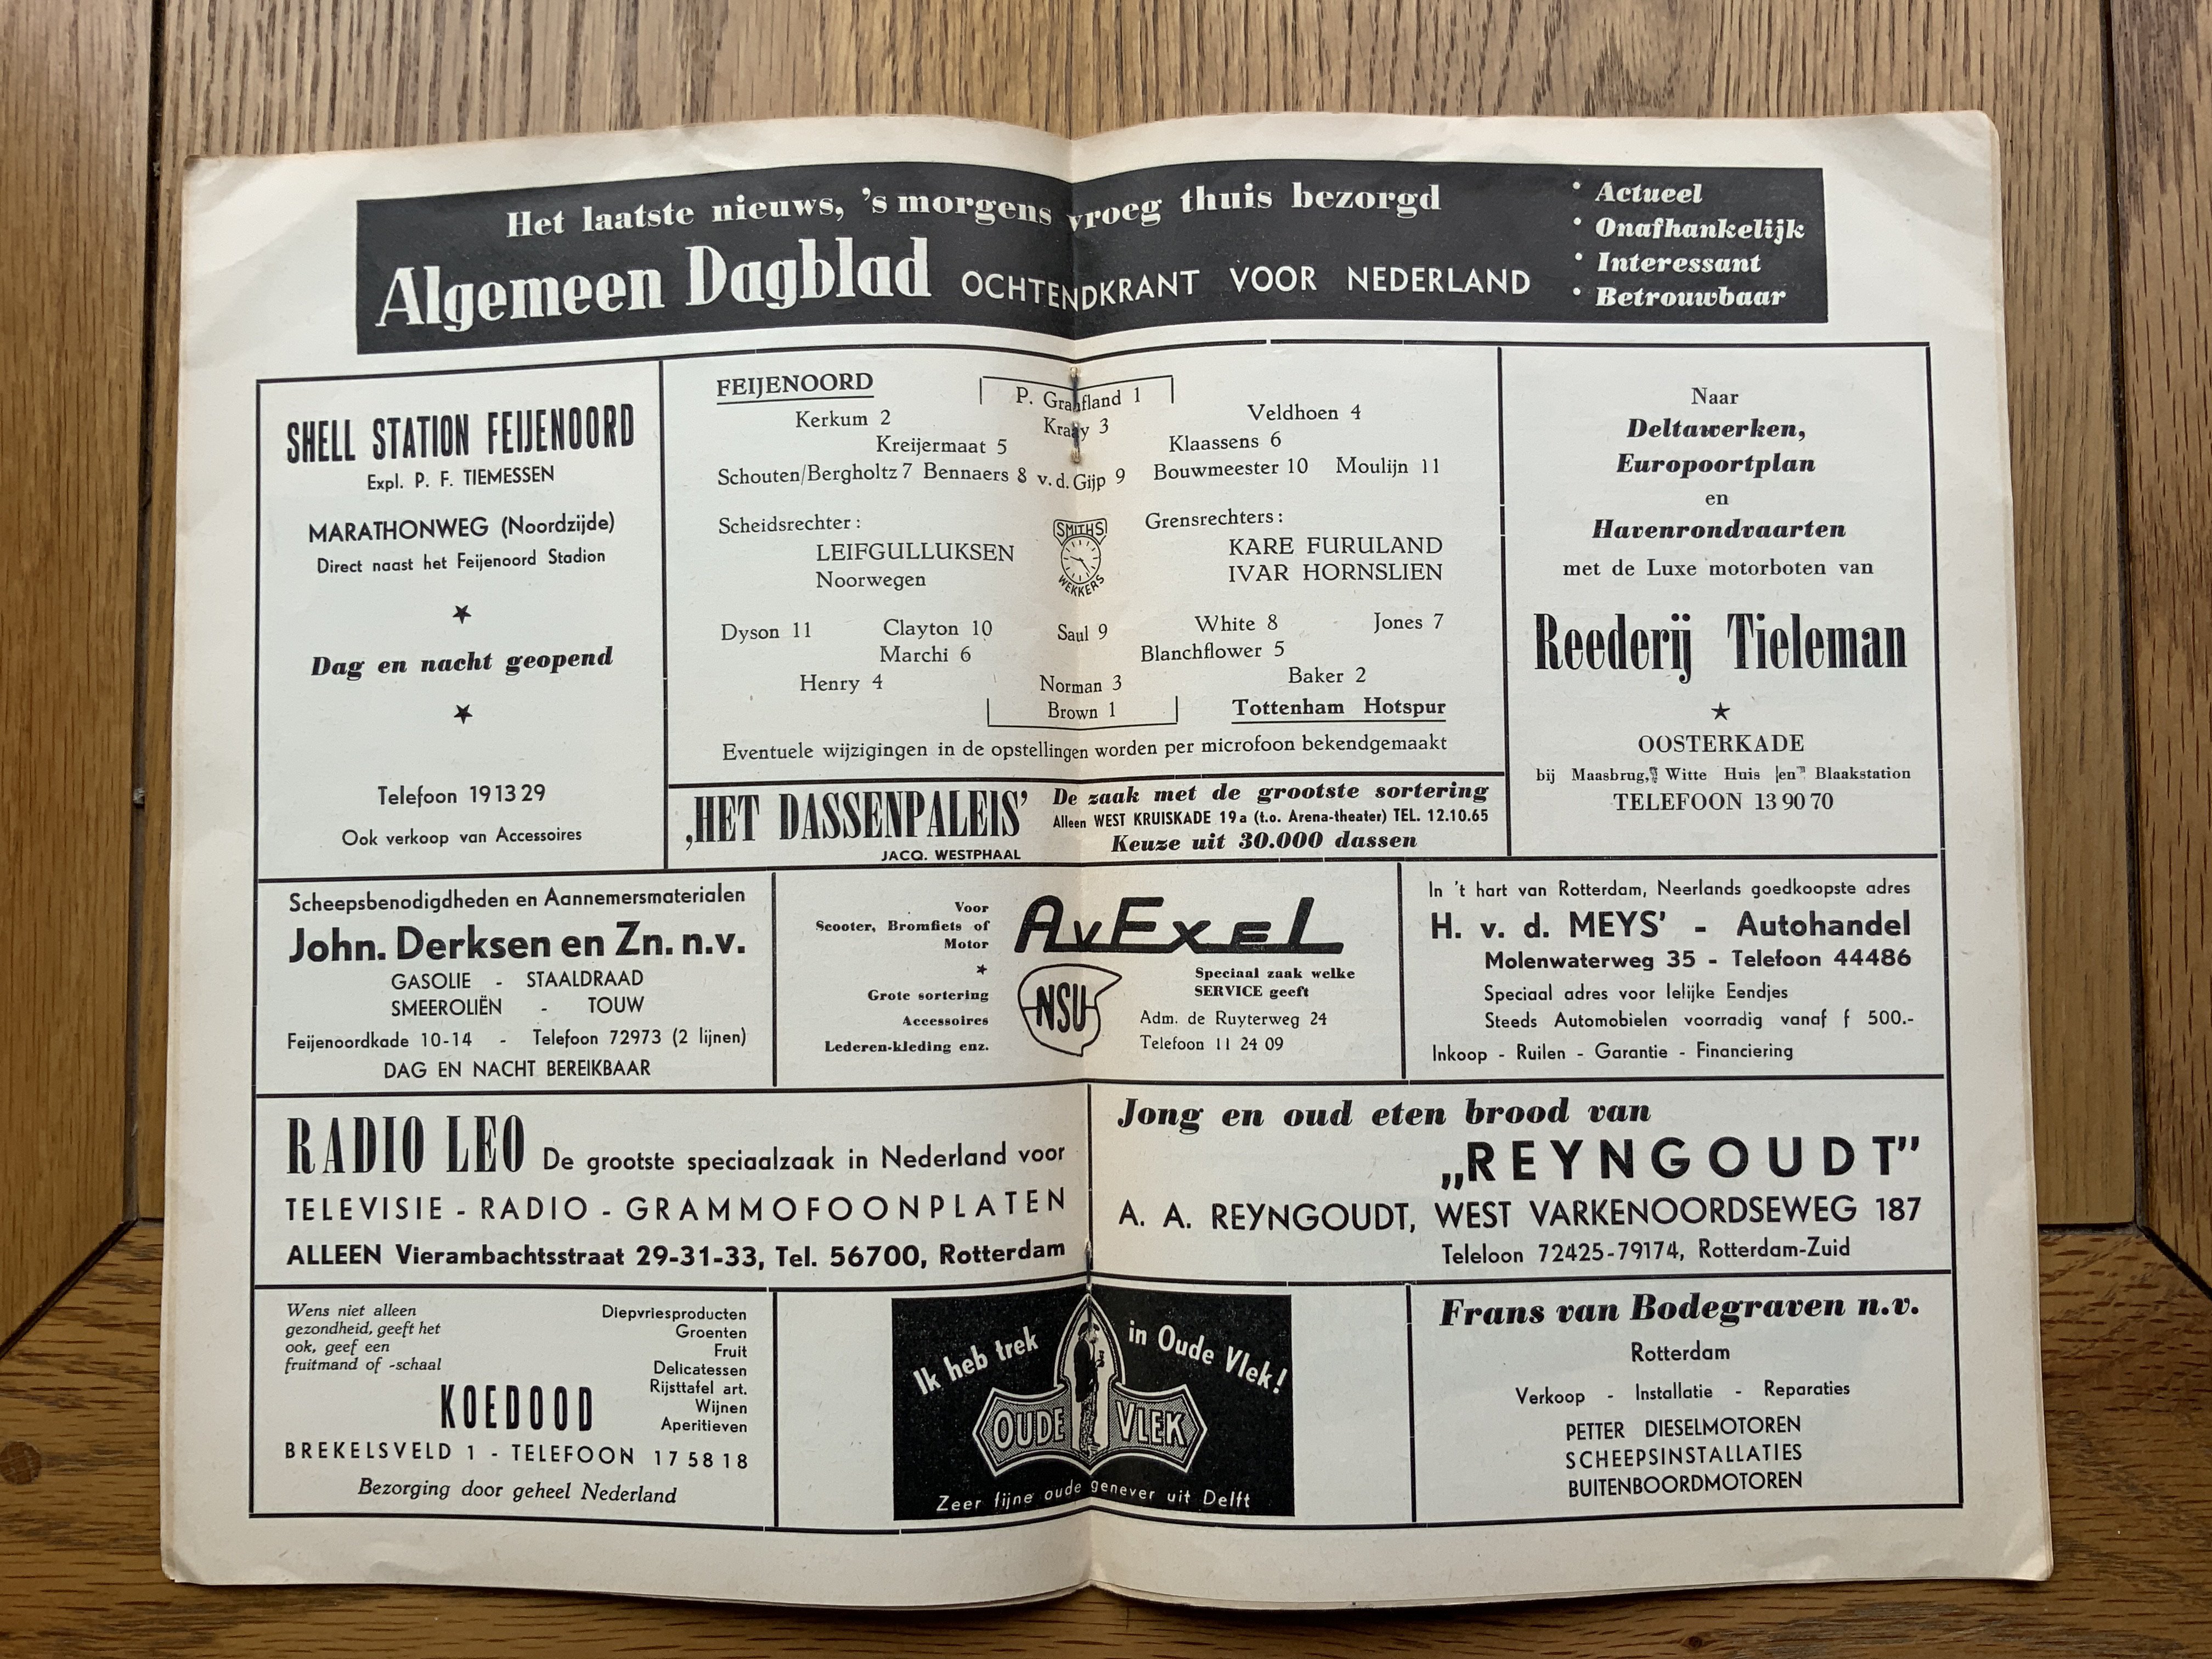 Het laatste nieuws, 's morgens vroeg thuis bezorgd
Algemeen Dagblad OCHTENDKRANT VOOR NEDERLAND
• Actueel
• Onafhankelijk
• Interessant
• Betrouwbaar
SHELL STATION FEIJENOORD
Expl. P. F. TIEMESSEN
MARATHONWEG (Noordzijde)
Direct naast het Feijenoord Stadion
★
Dag en nacht geopend
★
Telefoon 19 13 29
Ook verkoop van Accessoires
FEIJENOORD
P. Graafland 1
Kerkum 2 Kraay 3 Veldhoen 4
Kreijermaat 5 Klaassens 6
Schouten/Bergholtz 7 Bennaers 8 v. d. Gijp 9 Bouwmeester 10 Moulijn 11
Scheidsrechter:
LEIFGULLUKSEN
Noorwegen
SMITHS
WEKKERS
Grensrechters:
KARE FURULAND
IVAR HORNSLIEN
Dyson 11 Clayton 10 Saul 9 White 8 Jones 7
Marchi 6 Blanchflower 5
Henry 4 Norman 3 Baker 2
Brown 1
Tottenham Hotspur
Eventuele wijzigingen in de opstellingen worden per microfoon bekendgemaakt
‚HET DASSENPALEIS’
JACQ. WESTPHAAL
De zaak met de grootste sortering
Alleen WEST KRUISKADE 19a (t.o. Arena-theater) TEL. 12.10.65
Keuze uit 30.000 dassen
Naar
Deltawerken,
Europoortplan
en
Havenrondvaarten
met de Luxe motorboten van
Reederij Tieleman
★
OOSTERKADE
bij Maasbrug, Witte Huis en Blaakstation
TELEFOON 13 90 70
Scheepsbenodigdheden en Aannemersmaterialen
John. Derksen en Zn. n.v.
GASOLIE - STAALDRAAD
SMEEROLIËN - TOUW
Feijenoordkade 10-14 - Telefoon 72973 (2 lijnen)
DAG EN NACHT BEREIKBAAR
Voor
Scooter, Bromfiets of
Motor
★
Grote sortering
Accessoires
Lederen-kleding enz.
AvExeL
NSU
Speciaal zaak welke
SERVICE geeft
Adm. de Ruyterweg 24
Telefoon 11 24 09
In 't hart van Rotterdam, Neerlands goedkoopste adres
H. v. d. MEYS' - Autohandel
Molenwaterweg 35 - Telefoon 44486
Speciaal adres voor lelijke Eendjes
Steeds Automobielen voorradig vanaf f 500.-
Inkoop - Ruilen - Garantie - Financiering
RADIO LEO De grootste speciaalzaak in Nederland voor
TELEVISIE - RADIO - GRAMMOFOONPLATEN
ALLEEN Vierambachtsstraat 29-31-33, Tel. 56700, Rotterdam
Jong en oud eten brood van
„REYNGOUDT”
A. A. REYNGOUDT, WEST VARKENOORDSEWEG 187
Teleloon 72425-79174, Rotterdam-Zuid
Wens niet alleen
gezondheid, geeft het
ook, geef een
fruitmand of -schaal
Diepvriesproducten
Groenten
Fruit
Delicatessen
Rijsttafel art.
Wijnen
Aperitieven
KOEDOOD
BREKELSVELD 1 - TELEFOON 17 58 18
Bezorging door geheel Nederland
Ik heb trek in Oude Vlek!
OUDE VLEK
Zeer fijne oude genever uit Delft
Frans van Bodegraven n.v.
Rotterdam
Verkoop - Installatie - Reparaties
PETTER DIESELMOTOREN
SCHEEPSINSTALLATIES
BUITENBOORDMOTOREN